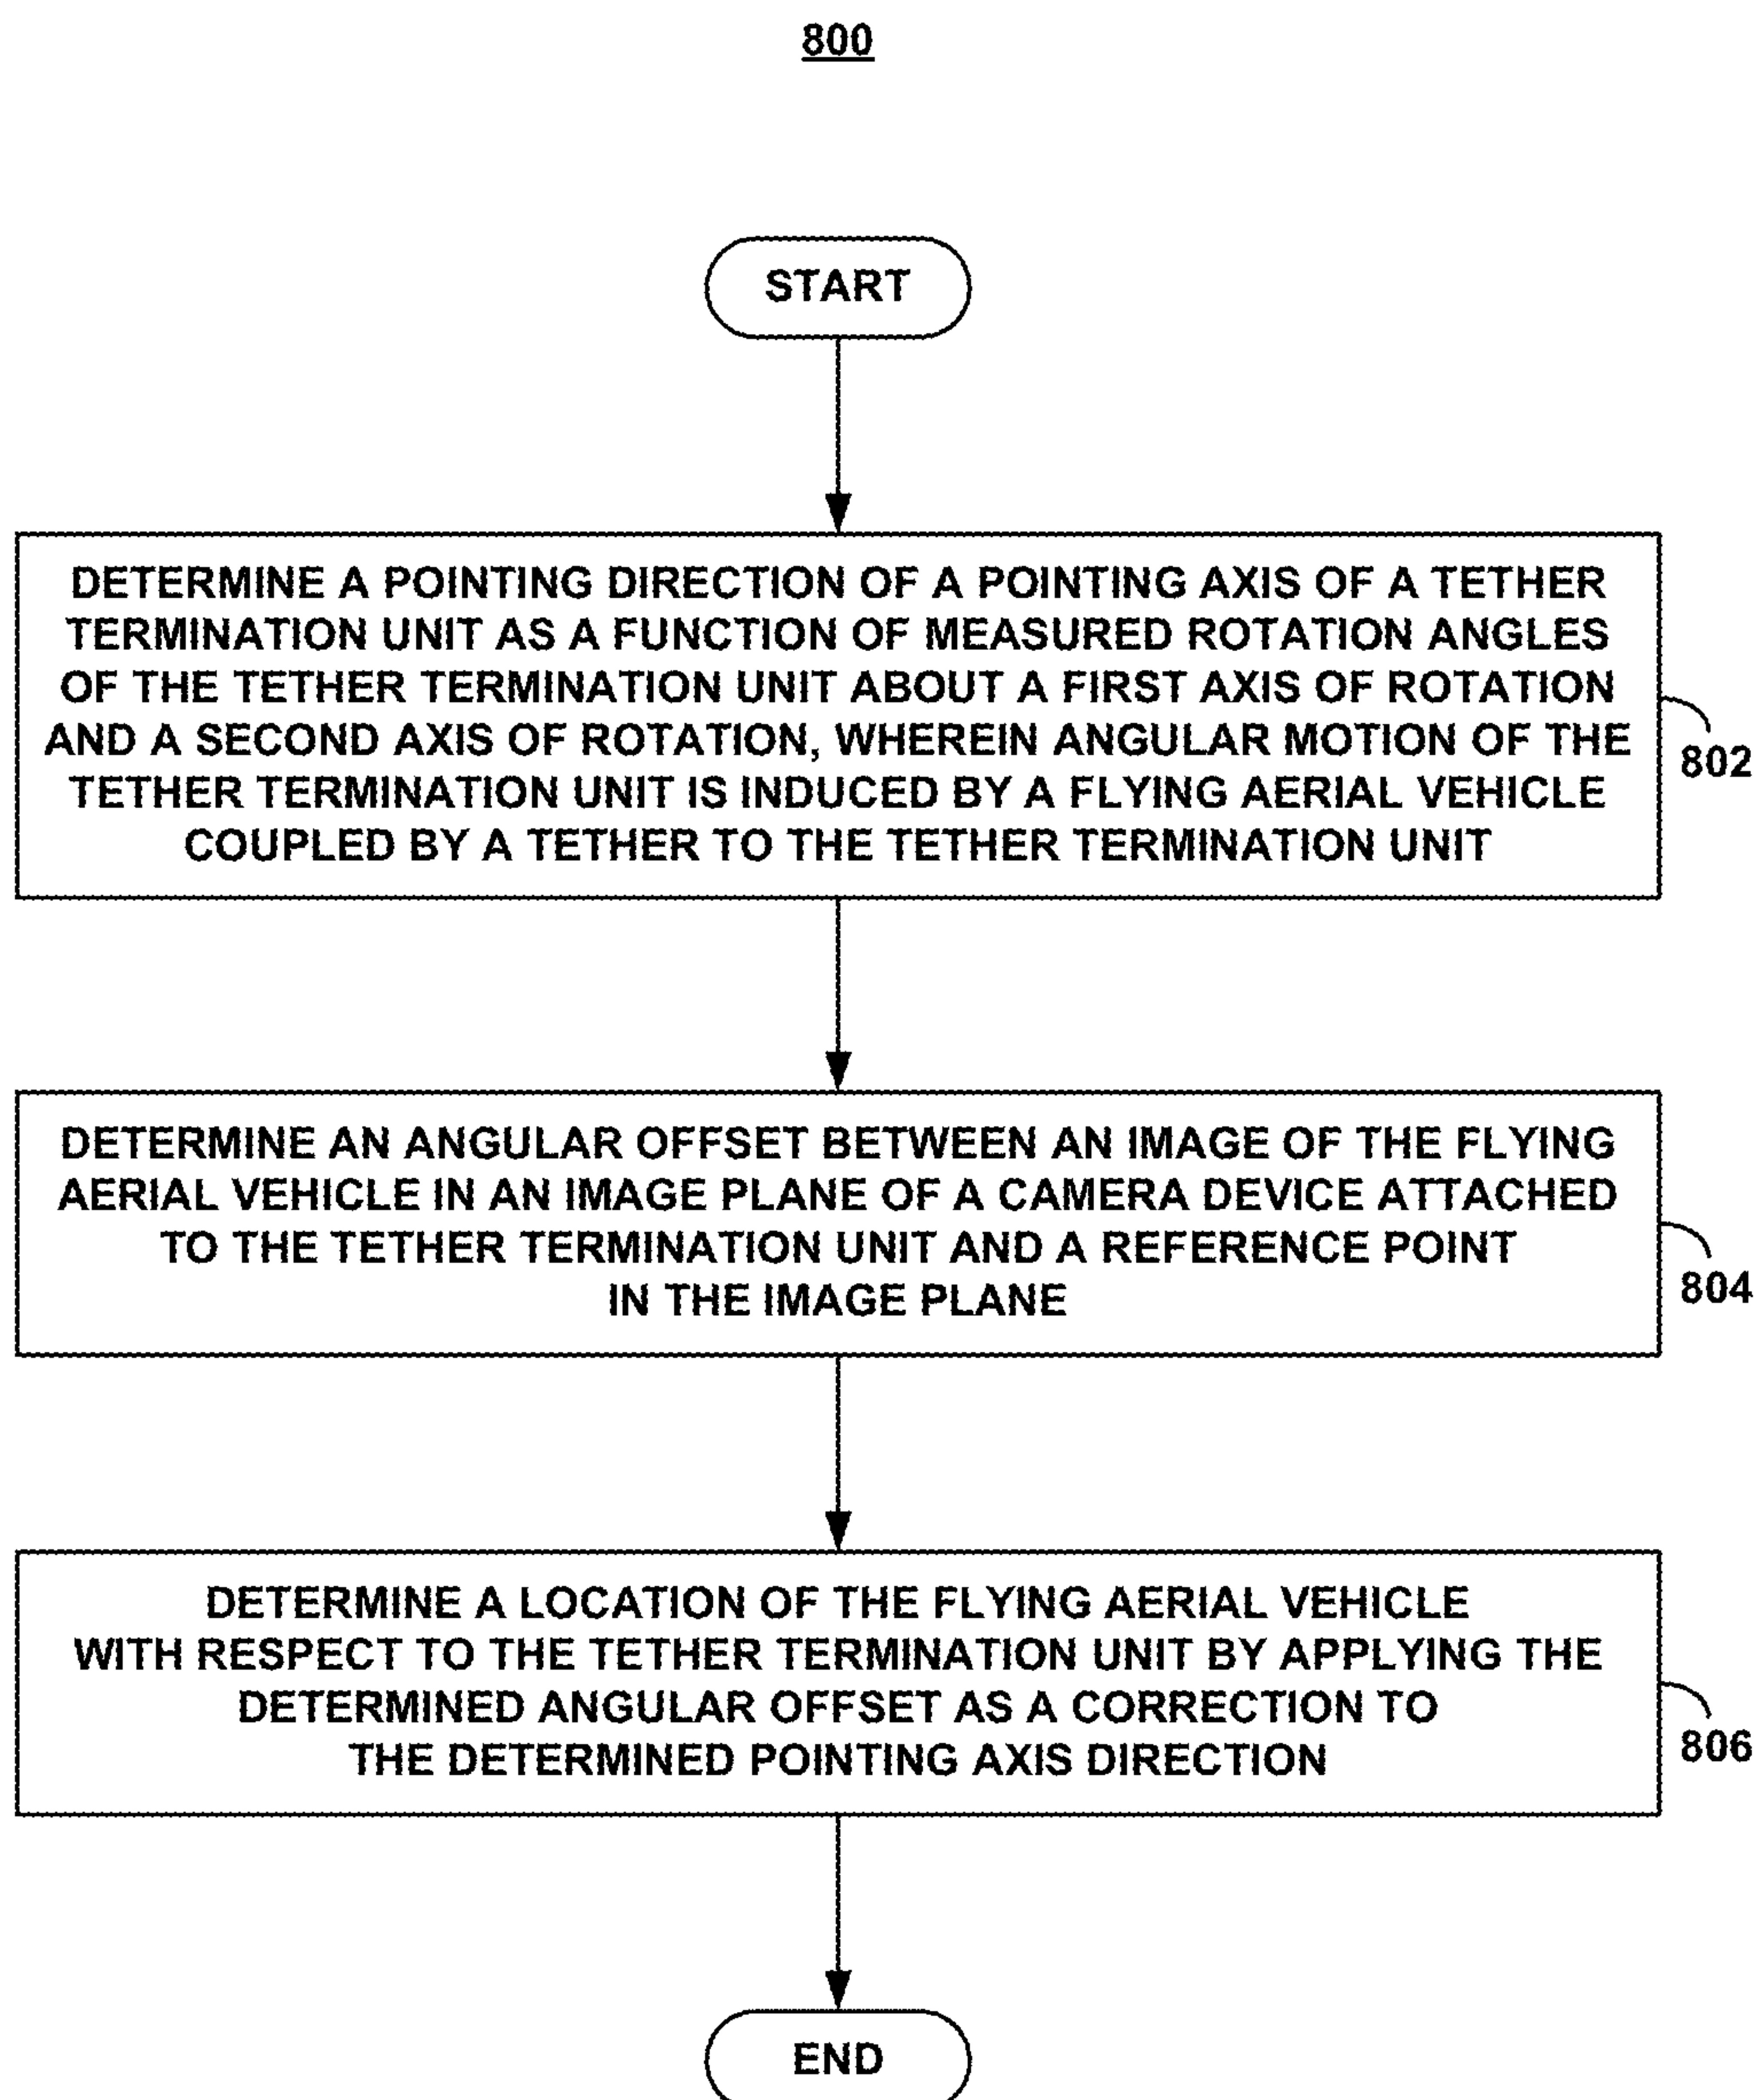 800
START
DETERMINE A POINTING DIRECTION OF A POINTING AXIS OF A TETHER
TERMINATION UNIT AS A FUNCTION OF MEASURED ROTATION ANGLES
OF THE TETHER TERMINATION UNIT ABOUT A FIRST AXIS OF ROTATION
AND A SECOND AXIS OF ROTATION, WHEREIN ANGULAR MOTION OF THE
TETHER TERMINATION UNIT IS INDUCED BY A FLYING AERIAL VEHICLE
COUPLED BY A TETHER TO THE TETHER TERMINATION UNIT
802
DETERMINE AN ANGULAR OFFSET BETWEEN AN IMAGE OF THE FLYING
AERIAL VEHICLE IN AN IMAGE PLANE OF A CAMERA DEVICE ATTACHED
TO THE TETHER TERMINATION UNIT AND A REFERENCE POINT
IN THE IMAGE PLANE
804
DETERMINE A LOCATION OF THE FLYING AERIAL VEHICLE
WITH RESPECT TO THE TETHER TERMINATION UNIT BY APPLYING THE
DETERMINED ANGULAR OFFSET AS A CORRECTION TO
THE DETERMINED POINTING AXIS DIRECTION
806
END